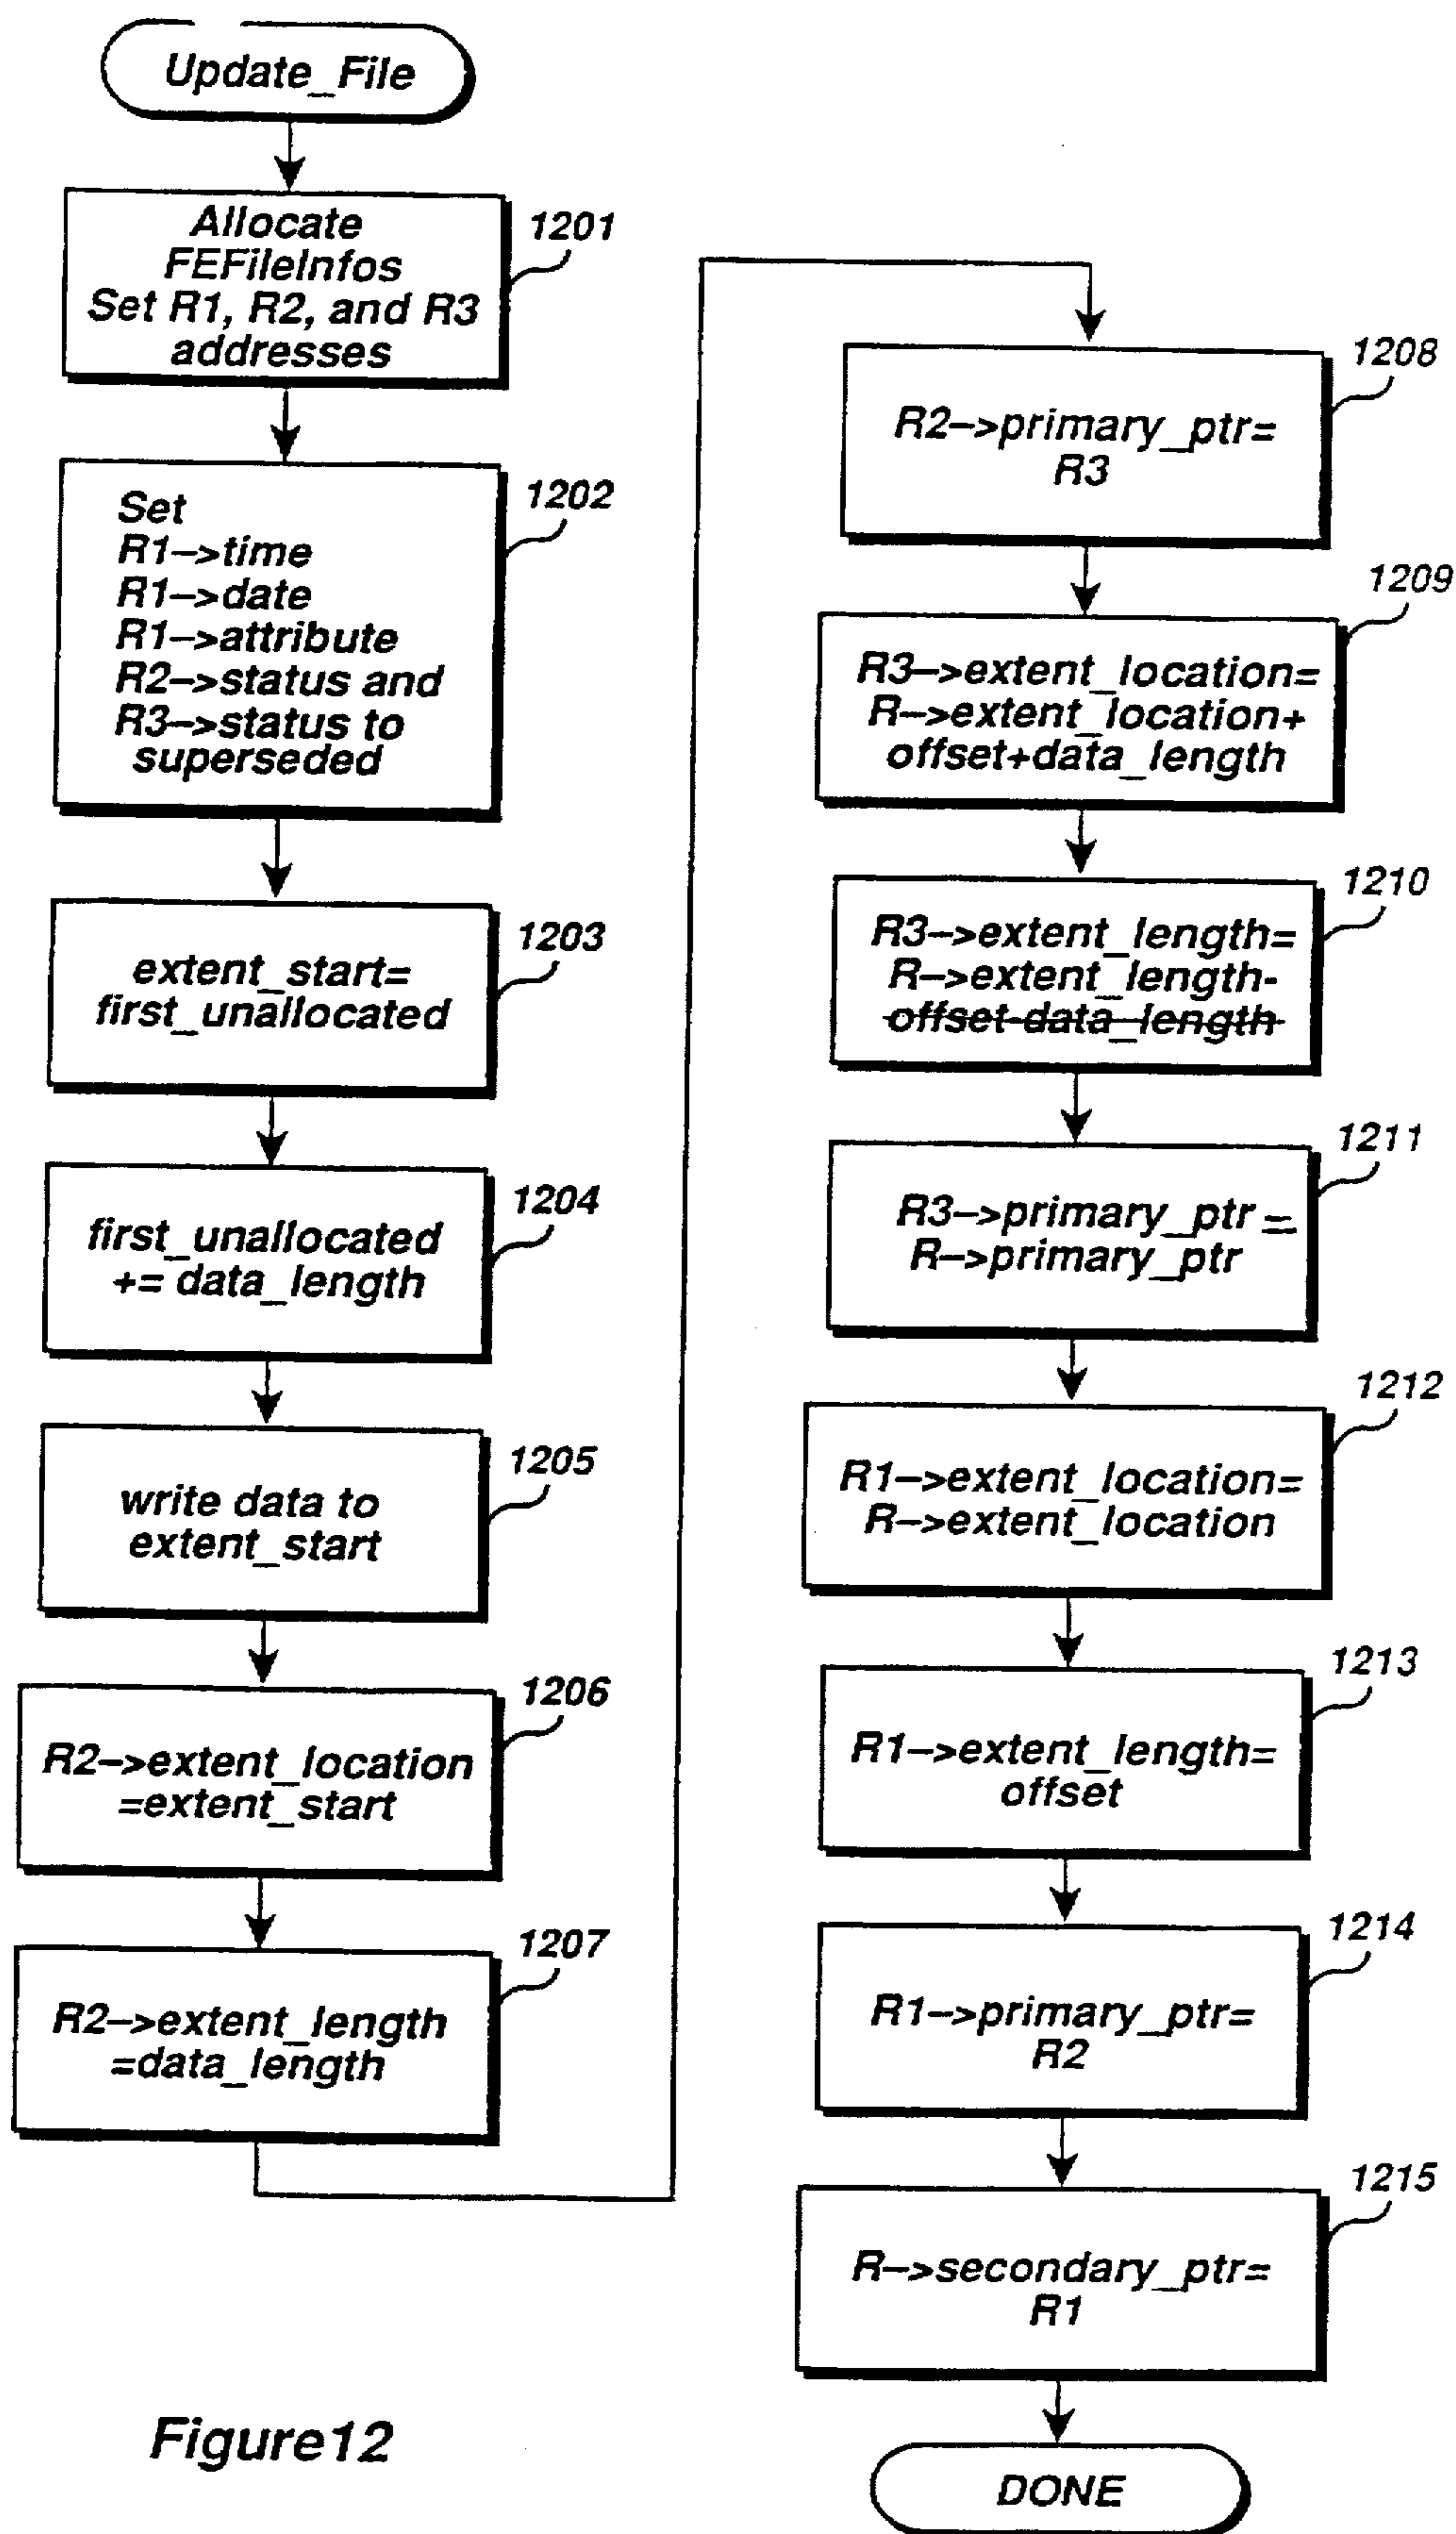 Update_File
Allocate
FEFileInfos
Set R1, R2, and R3
addresses
1201
Set
R1->time
R1->date
R1->attribute
R2->status and
R3->status to
superseded
1202
extent_start=
first_unallocated
1203
first_unallocated
+= data_length
1204
write data to
extent_start
1205
R2->extent_location
=extent_start
1206
R2->extent_length
=data_length
1207
R2->primary_ptr=
R3
1208
R3->extent_location=
R->extent_location+
offset+data_length
1209
R3->extent_length=
R->extent_length-
offset-data_length
1210
R3->primary_ptr=
R->primary_ptr
1211
R1->extent_location=
R->extent_location
1212
R1->extent_length=
offset
1213
R1->primary_ptr=
R2
1214
R->secondary_ptr=
R1
1215
DONE
Figure12